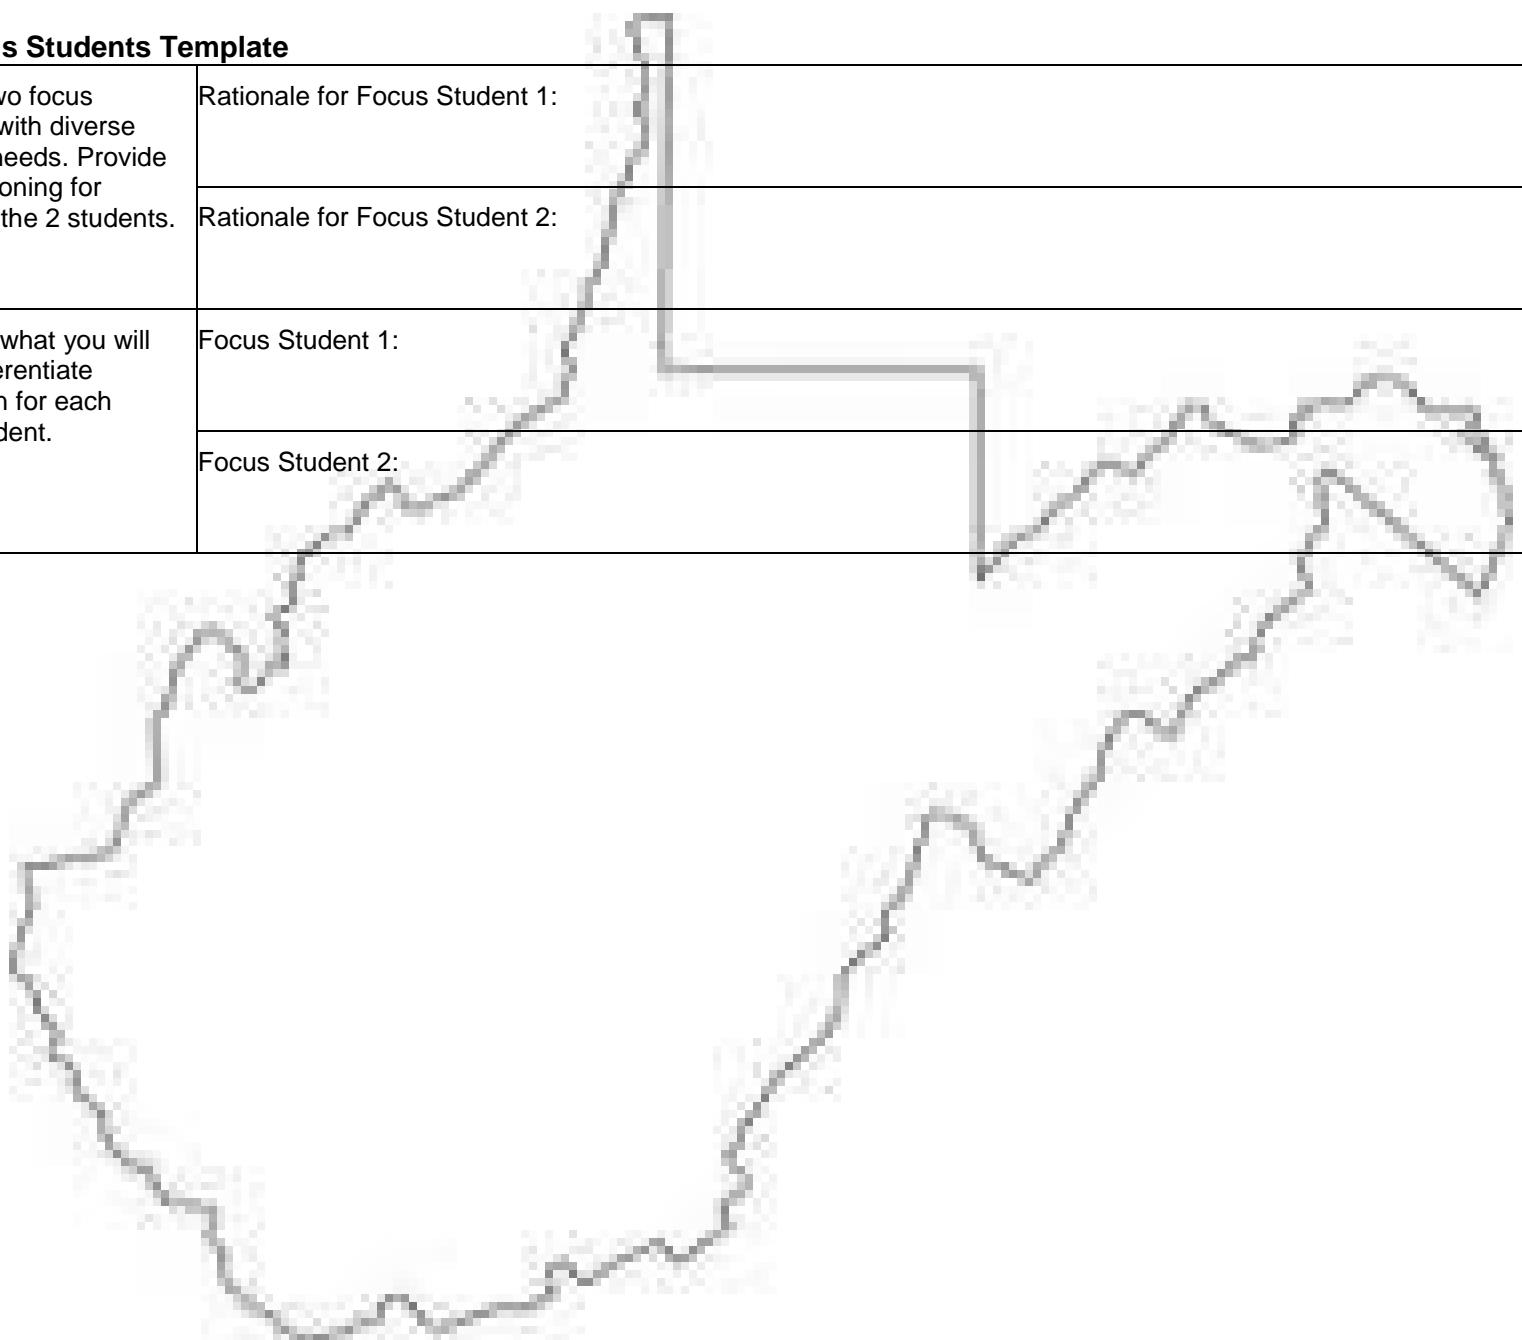 s Students Template
wo focus
with diverse
needs. Provide
oning for
the 2 students.
Rationale for Focus Student 1:
Rationale for Focus Student 2:
what you will
erentiate
n for each
dent.
Focus Student 1:
Focus Student 2: